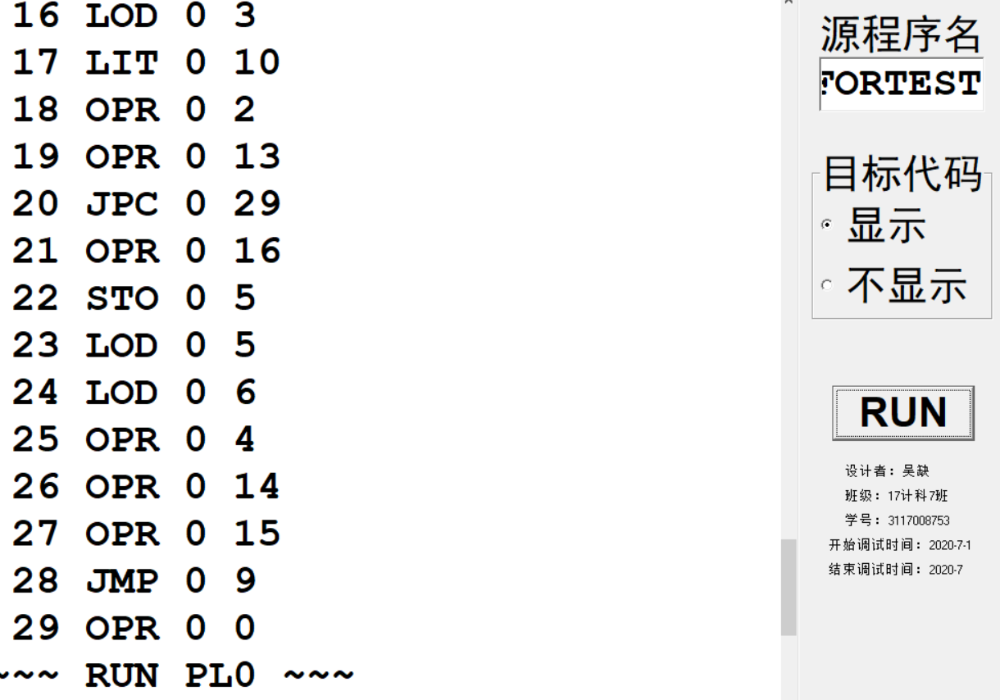 16 LOD 0 3
17 LIT 0 10
18 OPR 0 2
19 OPR 0 13
20 JPC 0 29
21 OPR 0 16
22 STO 0 5
23 LOD 0 5
24 LOD 0 6
25 OPR 0 4
26 OPR 0 14
27 OPR 0 15
28 JMP 0 9
29 OPR 0 0
~~~ RUN PL0 ~~~
源程序名
FORTEST
目标代码
显示
不显示
RUN
设计者：吴缺
班级：17计科7班
学号：3117008753
开始调试时间：2020-7-1
结束调试时间：2020-7